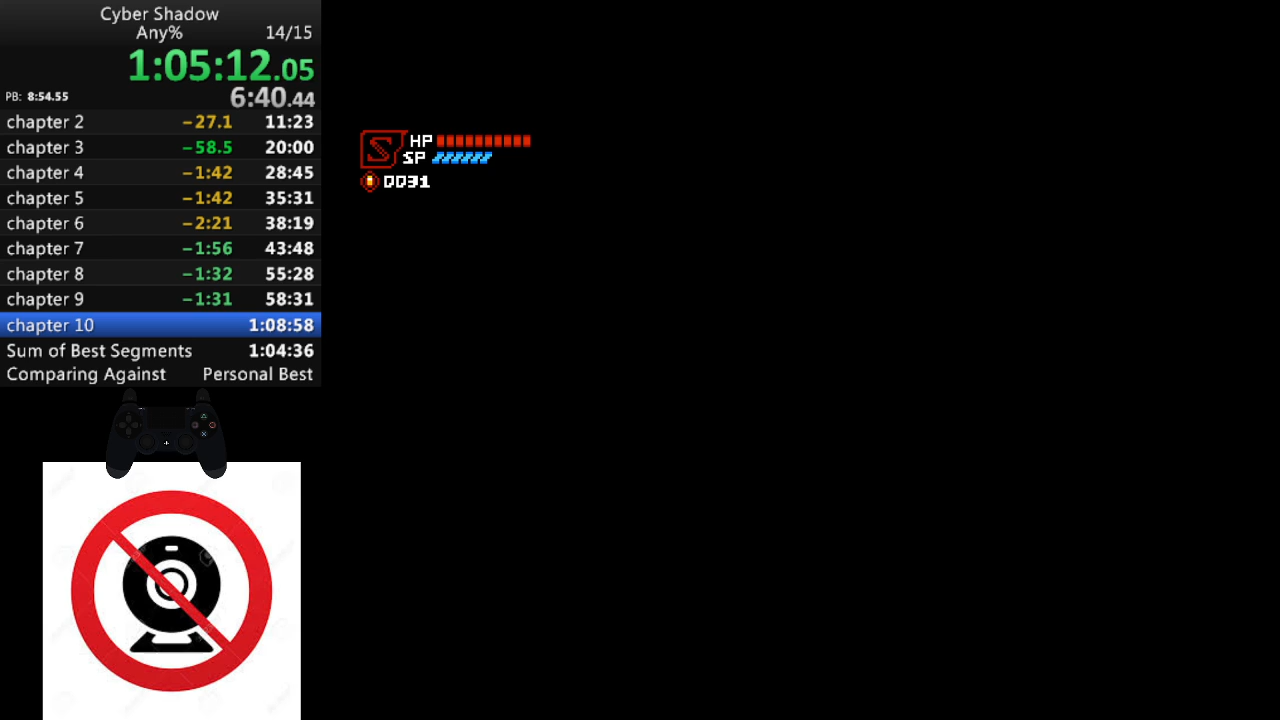 Cyber Shadow
Any% 14/15
1:05:12.05
PB: 8:54.55 6:40.44
chapter 2 -27.1 11:23
chapter 3 -58.5 20:00
chapter 4 -1:42 28:45
chapter 5 -1:42 35:31
chapter 6 -2:21 38:19
chapter 7 -1:56 43:48
chapter 8 -1:32 55:28
chapter 9 -1:31 58:31
chapter 10 1:08:58
Sum of Best Segments 1:04:36
Comparing Against Personal Best
S HP
SP
0031